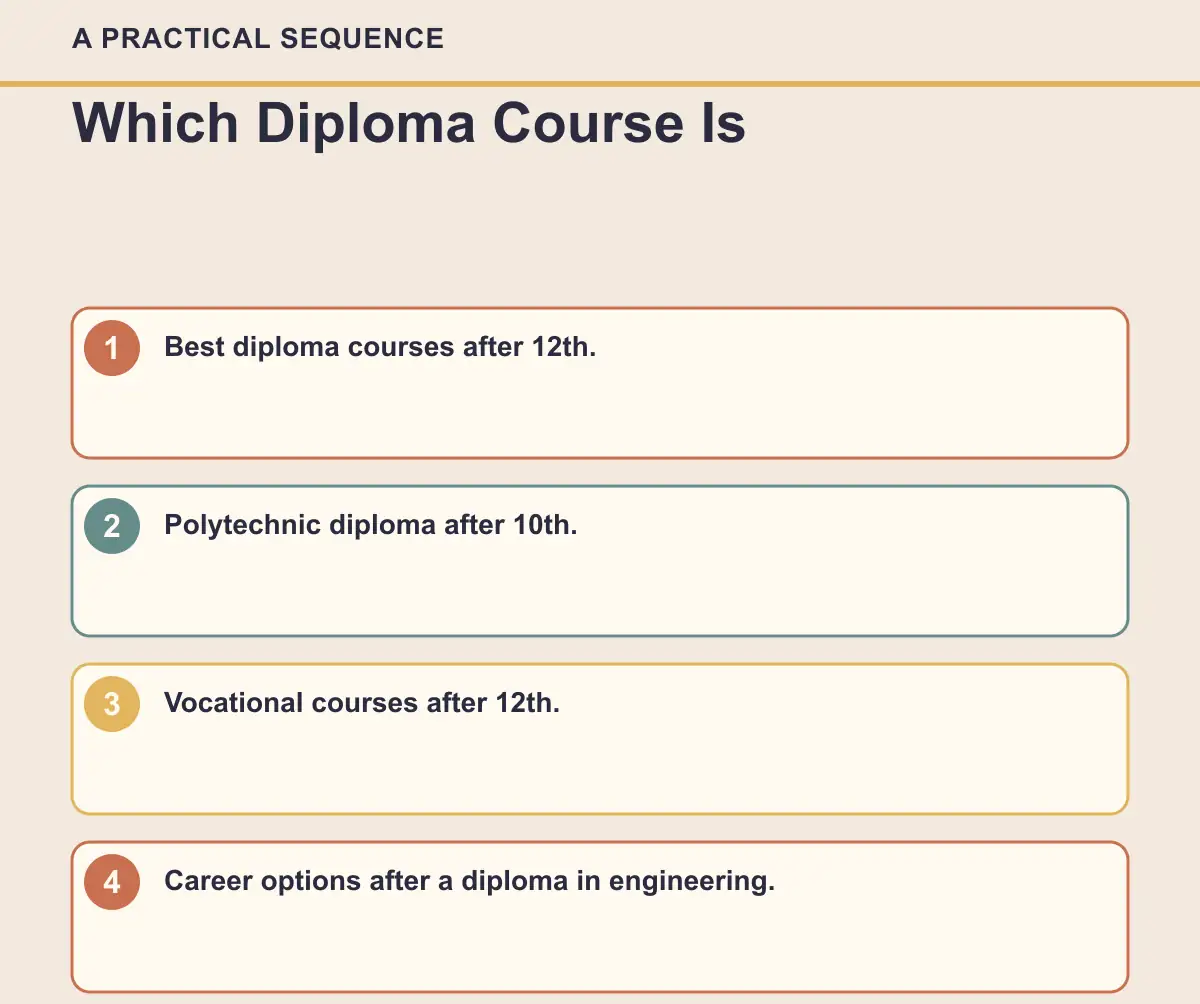 A PRACTICAL SEQUENCE
Which Diploma Course Is
1 Best diploma courses after 12th.
2 Polytechnic diploma after 10th.
3 Vocational courses after 12th.
4 Career options after a diploma in engineering.